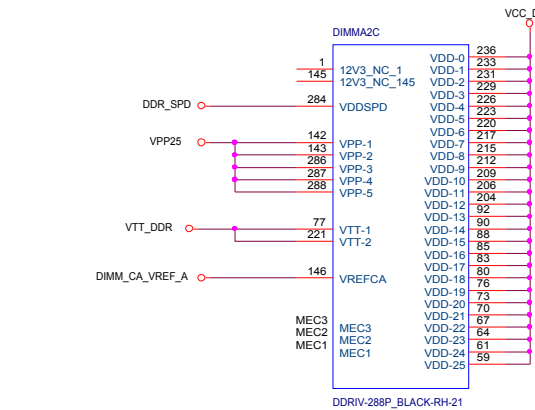 VCC_D
DIMMA2C
1 12V3_NC_1
145 12V3_NC_145
DDR_SPD 284 VDDSPD
VPP25 142 VPP-1
143 VPP-2
286 VPP-3
287 VPP-4
288 VPP-5
VTT_DDR 77 VTT-1
221 VTT-2
DIMM_CA_VREF_A 146 VREFCA
MEC3 MEC3
MEC2 MEC2
MEC1 MEC1
VDD-0 236
VDD-1 233
VDD-2 231
VDD-3 229
VDD-4 226
VDD-5 223
VDD-6 220
VDD-7 217
VDD-8 215
VDD-9 212
VDD-10 209
VDD-11 206
VDD-12 204
VDD-13 92
VDD-14 90
VDD-15 88
VDD-16 85
VDD-17 83
VDD-18 80
VDD-19 76
VDD-20 73
VDD-21 70
VDD-22 67
VDD-23 64
VDD-24 61
VDD-25 59
DDRIV-288P_BLACK-RH-21